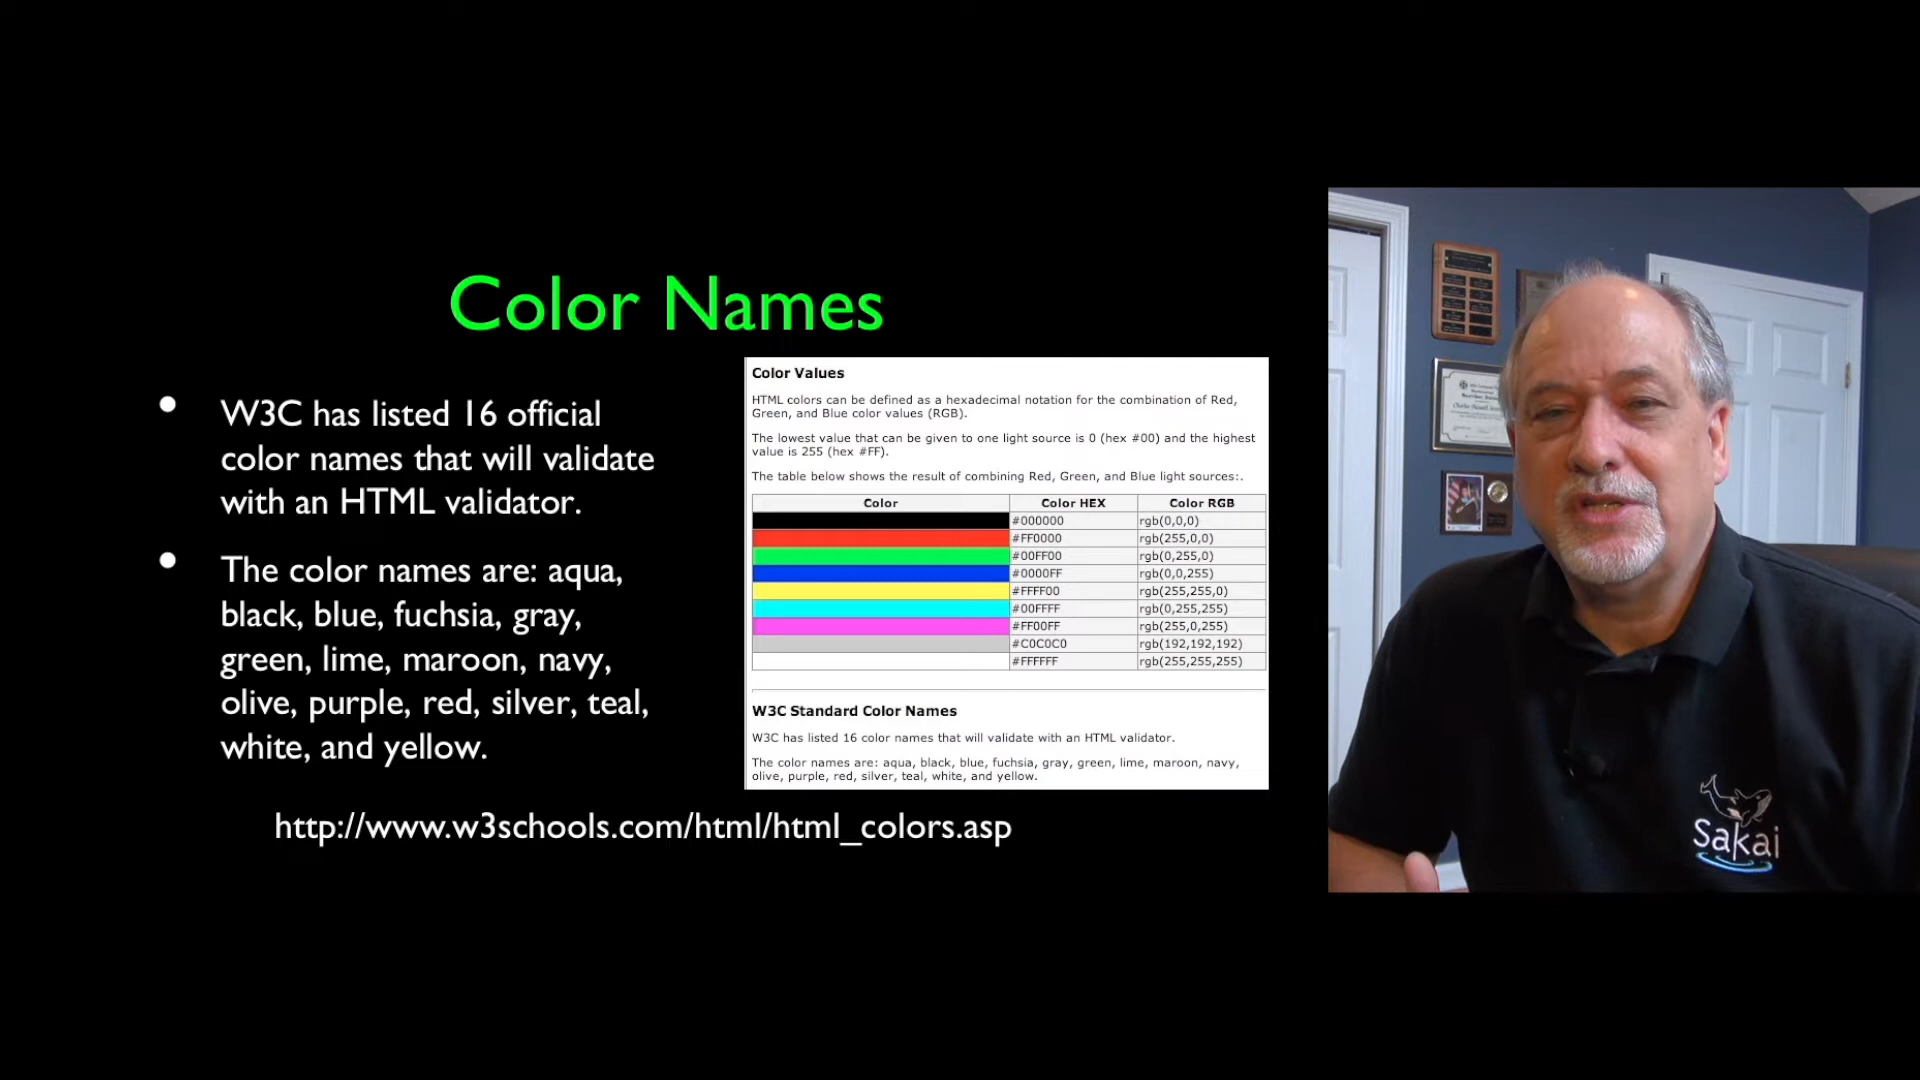 Color Names
• W3C has listed 16 official
color names that will validate
with an HTML validator.
• The color names are: aqua,
black, blue, fuchsia, gray,
green, lime, maroon, navy,
olive, purple, red, silver, teal,
white, and yellow.
Color Values
HTML colors can be defined as a hexadecimal notation for the combination of Red,
Green, and Blue color values (RGB).
The lowest value that can be given to one light source is 0 (hex #00) and the highest
value is 255 (hex #FF).
The table below shows the result of combining Red, Green, and Blue light sources:.
Color Color HEX Color RGB
#000000 rgb(0,0,0)
#FF0000 rgb(255,0,0)
#00FF00 rgb(0,255,0)
#0000FF rgb(0,0,255)
#FFFF00 rgb(255,255,0)
#00FFFF rgb(0,255,255)
#FF00FF rgb(255,0,255)
#C0C0C0 rgb(192,192,192)
#FFFFFF rgb(255,255,255)
W3C Standard Color Names
W3C has listed 16 color names that will validate with an HTML validator.
The color names are: aqua, black, blue, fuchsia, gray, green, lime, maroon, navy,
olive, purple, red, silver, teal, white, and yellow.
http://www.w3schools.com/html/html_colors.asp
Sakai